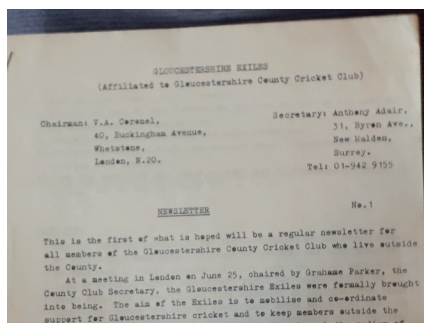 GLOUCESTERSHIRE EXILES
(Affiliated to Gloucestershire County Cricket Club)
Chairman: V.A. Coronel,
40, Buckingham Avenue,
Whetstone,
London, N.20.
Secretary: Anthony Adair,
31, Byron Ave.,
New Malden,
Surrey.
Tel: 01-942 9155
NEWSLETTER
No.1
This is the first of what is hoped will be a regular newsletter for
all members of the Gloucestershire County Cricket Club who live outside
the County.
At a meeting in London on June 25, chaired by Grahame Parker, the
County Club Secretary, the Gloucestershire Exiles were formally brought
into being. The aim of the Exiles is to mobilise and co-ordinate
support for Gloucestershire cricket and to keep members outside the